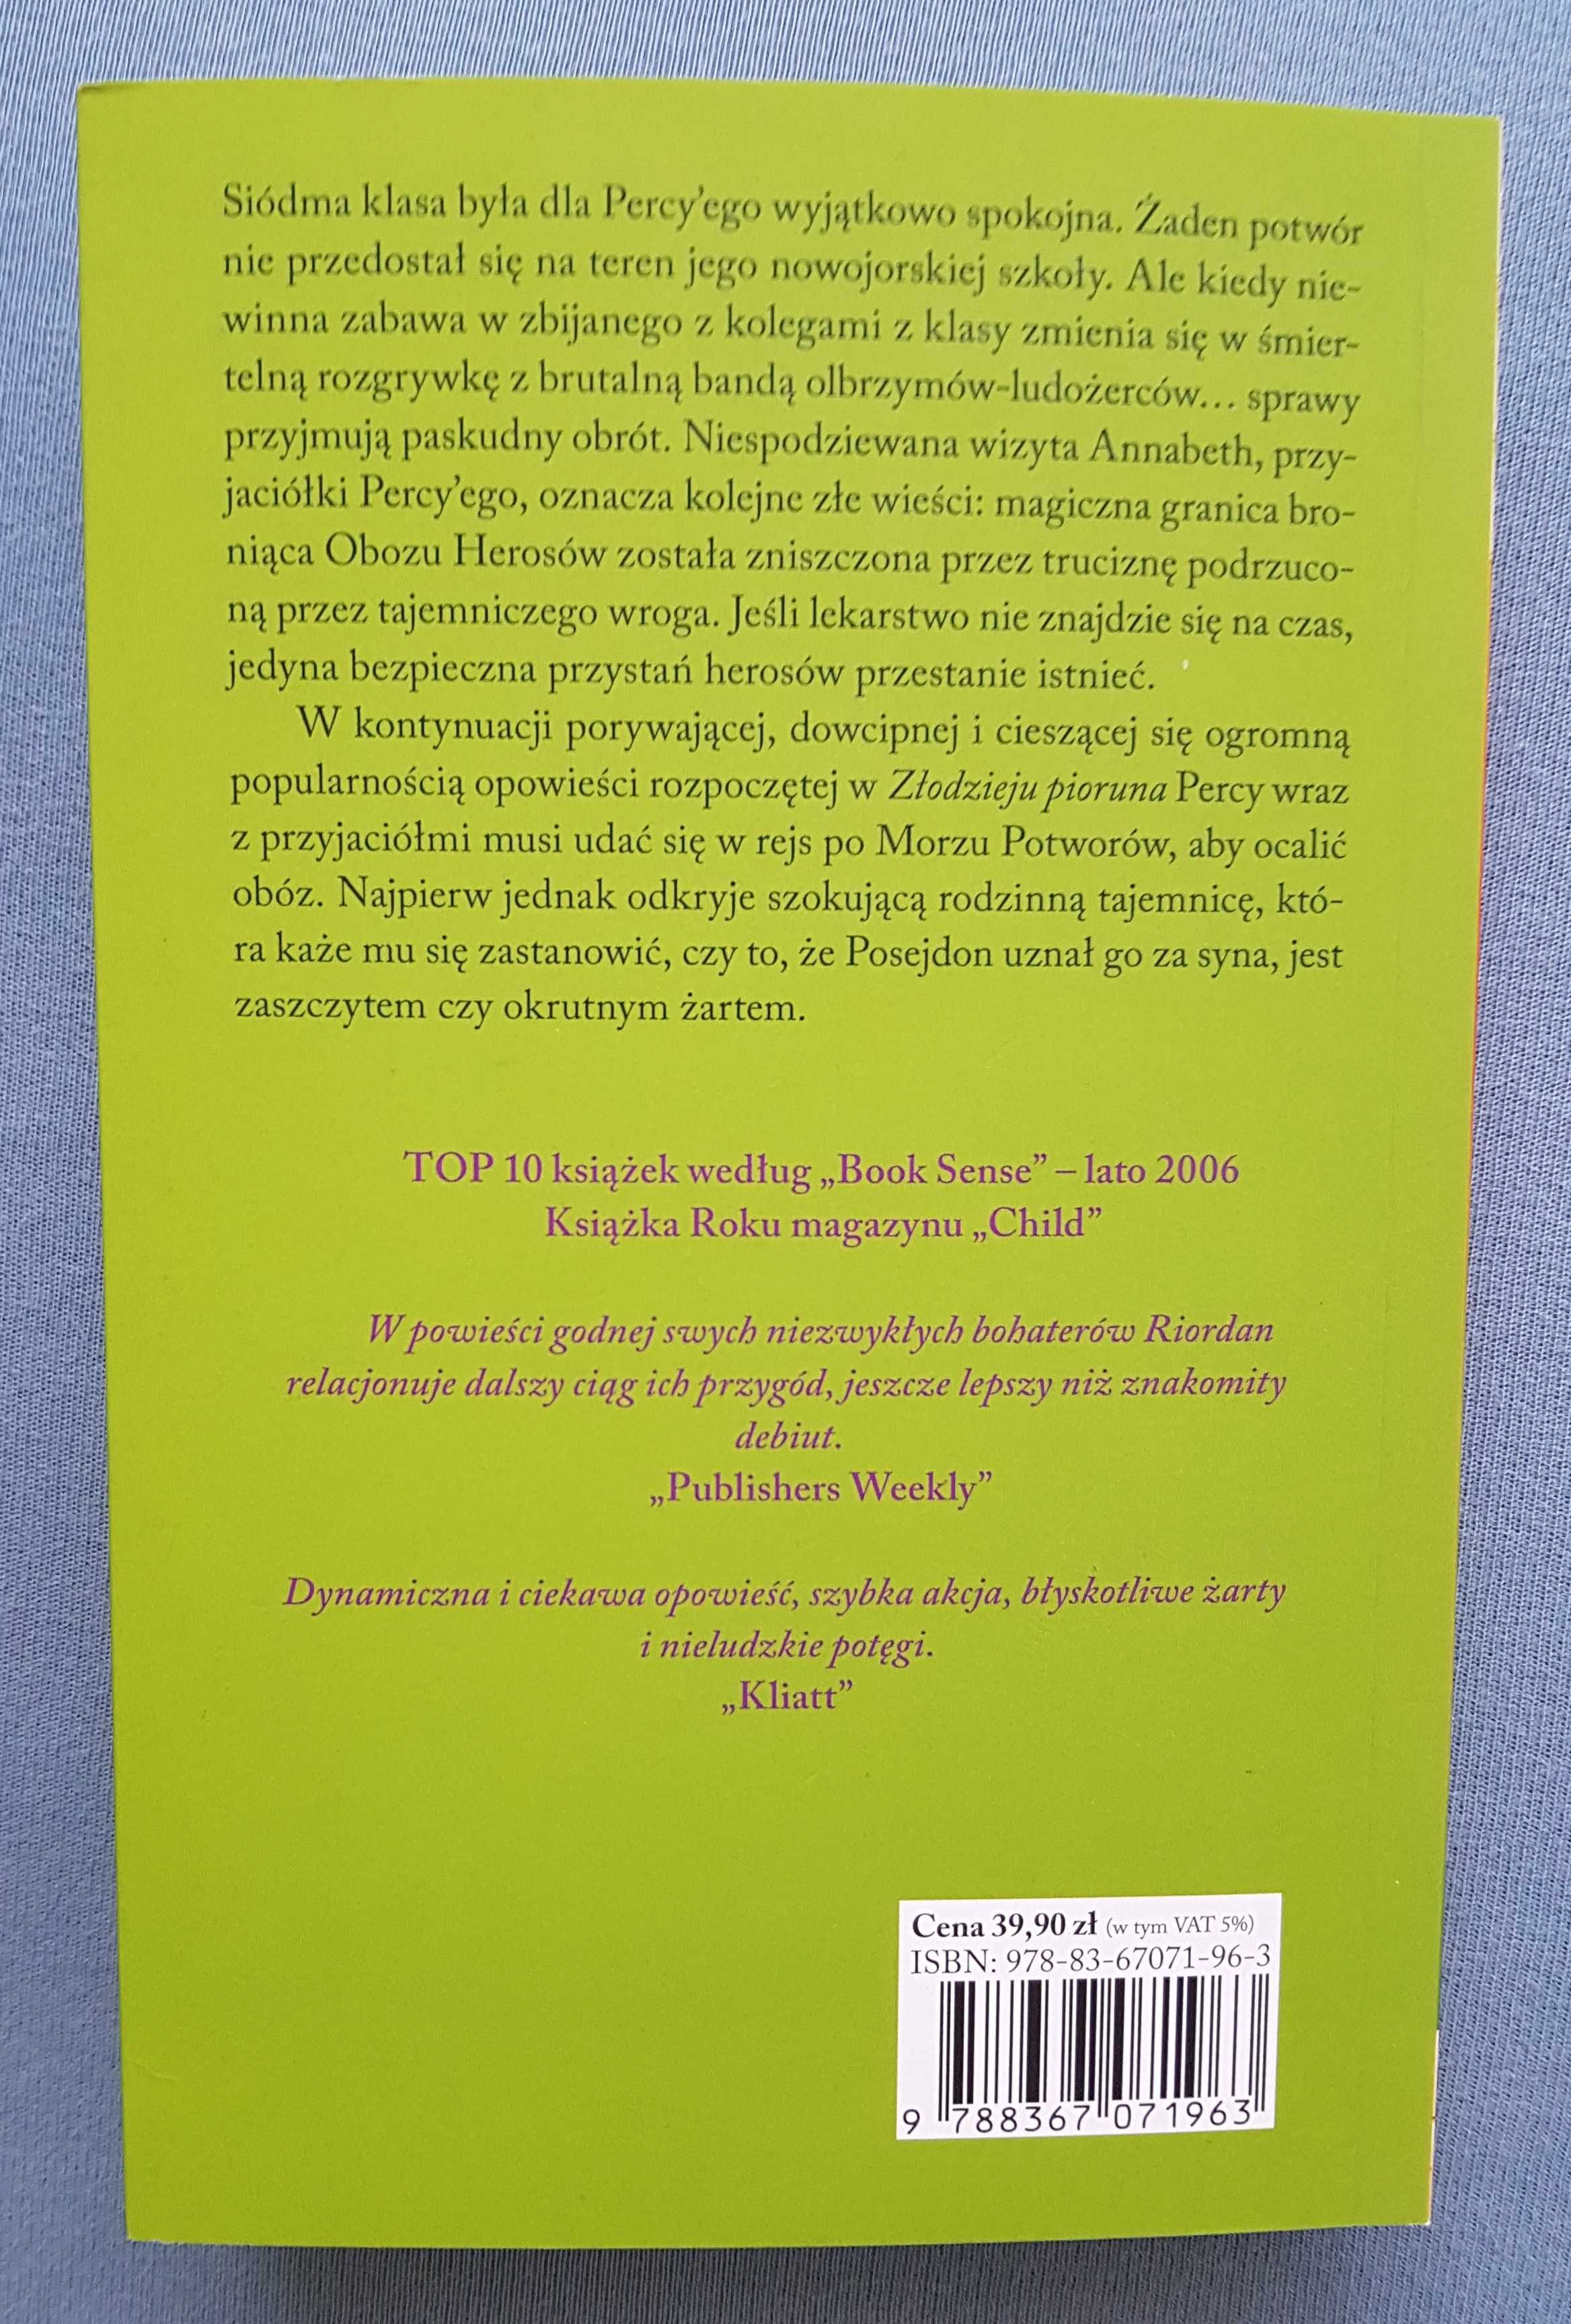 Siódma klasa była dla Percy’ego wyjątkowo spokojna. Żaden potwór
nie przedostał się na teren jego nowojorskiej szkoły. Ale kiedy nie-
winna zabawa w zbijanego z kolegami z klasy zmienia się w śmier-
telną rozgrywkę z brutalną bandą olbrzymów-ludożerców... sprawy
przyjmują paskudny obrót. Niespodziewana wizyta Annabeth, przy-
jaciółki Percy’ego, oznacza kolejne złe wieści: magiczna granica bro-
niąca Obozu Herosów została zniszczona przez truciznę podrzuco-
ną przez tajemniczego wroga. Jeśli lekarstwo nie znajdzie się na czas,
jedyna bezpieczna przystań herosów przestanie istnieć.
W kontynuacji porywającej, dowcipnej i cieszącej się ogromną
popularnością opowieści rozpoczętej w Złodzieju pioruna Percy wraz
z przyjaciółmi musi udać się w rejs po Morzu Potworów, aby ocalić
obóz. Najpierw jednak odkryje szokującą rodzinną tajemnicę, któ-
ra każe mu się zastanowić, czy to, że Posejdon uznał go za syna, jest
zaszczytem czy okrutnym żartem.
TOP 10 książek według „Book Sense” – lato 2006
Książka Roku magazynu „Child”
W powieści godnej swych niezwykłych bohaterów Riordan
relacjonuje dalszy ciąg ich przygód, jeszcze lepszy niż znakomity
debiut.
„Publishers Weekly”
Dynamiczna i ciekawa opowieść, szybka akcja, błyskotliwe żarty
i nieludzkie potęgi.
„Kliatt”
Cena 39,90 zł (w tym VAT 5%)
ISBN: 978-83-67071-96-3
9 788367 071963